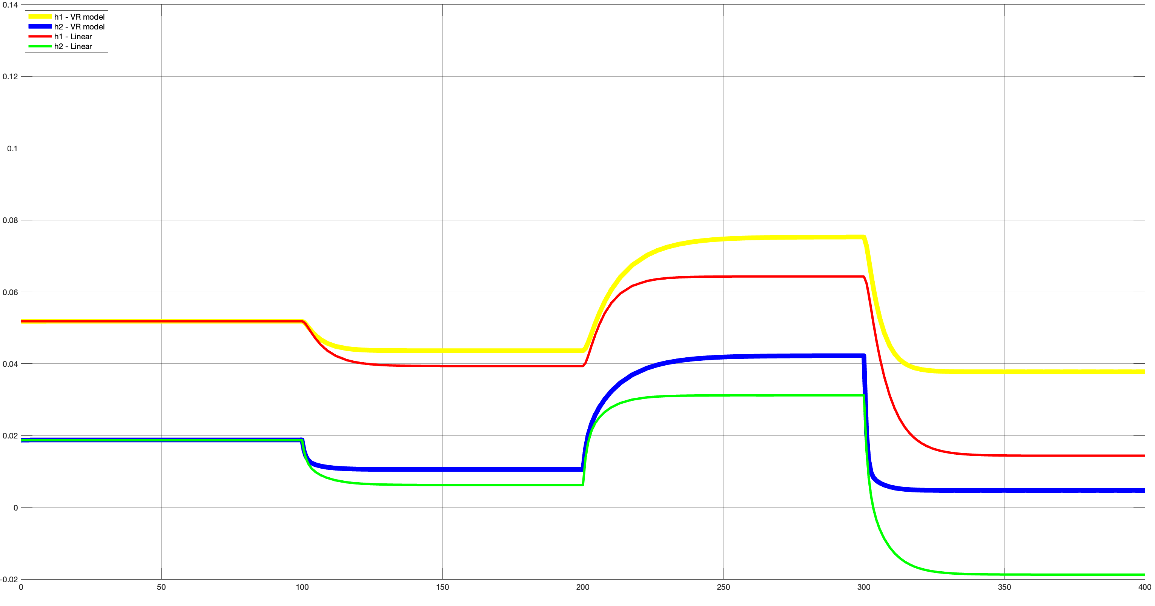 0.14
h1 - VR model
h2 - VR model
h1 - Linear
h2 - Linear
0.12
0.1
0.08
0.06
0.04
0.02
0
-0.02
0 50 100 150 200 250 300 350 400